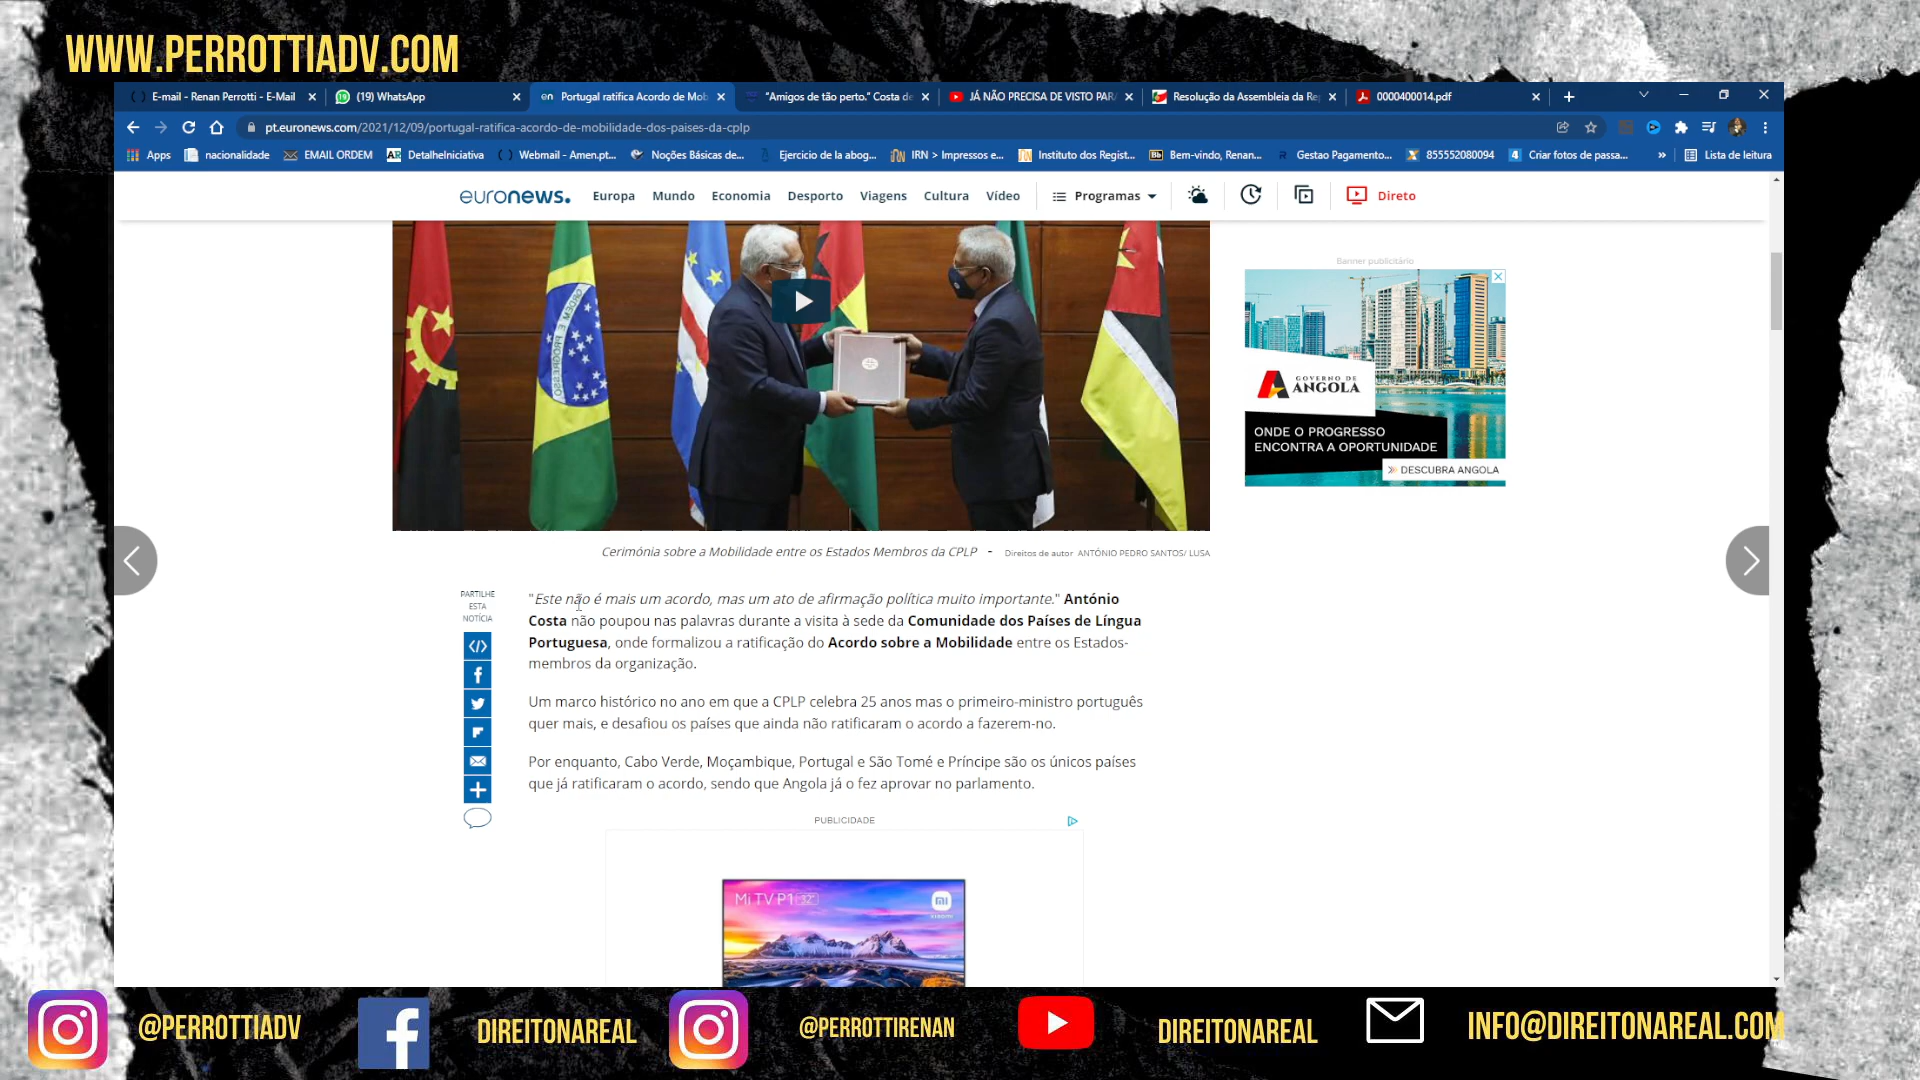 WWW.PERROTTIADV.COM
E-mail - Renan Perrotti - E-Mail
(19) WhatsApp
Portugal ratifica Acordo de Mob
"Amigos de tão perto." Costa de
JÁ NÃO PRECISA DE VISTO PAR
Resolução da Assembleia da Re
0000400014.pdf
pt.euronews.com/2021/12/09/portugal-ratifica-acordo-de-mobilidade-dos-paises-da-cplp
Apps
nacionalidade
EMAIL ORDEM
DetalheIniciativa
Webmail - Amen.pt...
Noções Básicas de...
Ejercicio de la abog...
IRN > Impressos e...
Instituto dos Regist...
Bem-vindo, Renan...
Gestao Pagamento...
855552080094
Criar fotos de passa...
»
Lista de leitura
euronews.
Europa
Mundo
Economia
Desporto
Viagens
Cultura
Vídeo
Programas
Direto
Banner publicitário
GOVERNO DE
ANGOLA
ONDE O PROGRESSO
ENCONTRA A OPORTUNIDADE
DESCUBRA ANGOLA
Cerimónia sobre a Mobilidade entre os Estados Membros da CPLP - Direitos de autor ANTÓNIO PEDRO SANTOS/ LUSA
PARTILHE
ESTA
NOTÍCIA
"Este não é mais um acordo, mas um ato de afirmação política muito importante." António
Costa não poupou nas palavras durante a visita à sede da Comunidade dos Países de Língua
Portuguesa, onde formalizou a ratificação do Acordo sobre a Mobilidade entre os Estados-
membros da organização.
Um marco histórico no ano em que a CPLP celebra 25 anos mas o primeiro-ministro português
quer mais, e desafiou os países que ainda não ratificaram o acordo a fazerem-no.
Por enquanto, Cabo Verde, Moçambique, Portugal e São Tomé e Príncipe são os únicos países
que já ratificaram o acordo, sendo que Angola já o fez aprovar no parlamento.
PUBLICIDADE
Mi TV P1 32"
@PERROTTIADV
DIREITONAREAL
@PERROTTIRENAN
DIREITONAREAL
INFO@DIREITONAREAL.COM